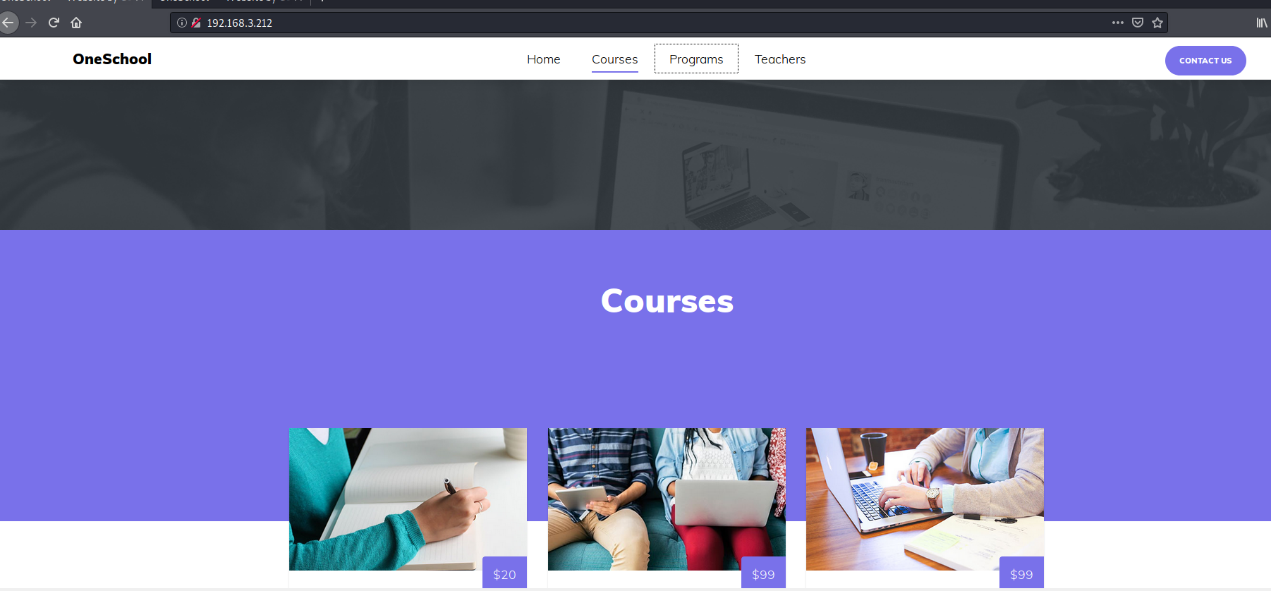 192.168.3.212
OneSchool
Home
Courses
Programs
Teachers
CONTACT US
Courses
$20
$99
$99